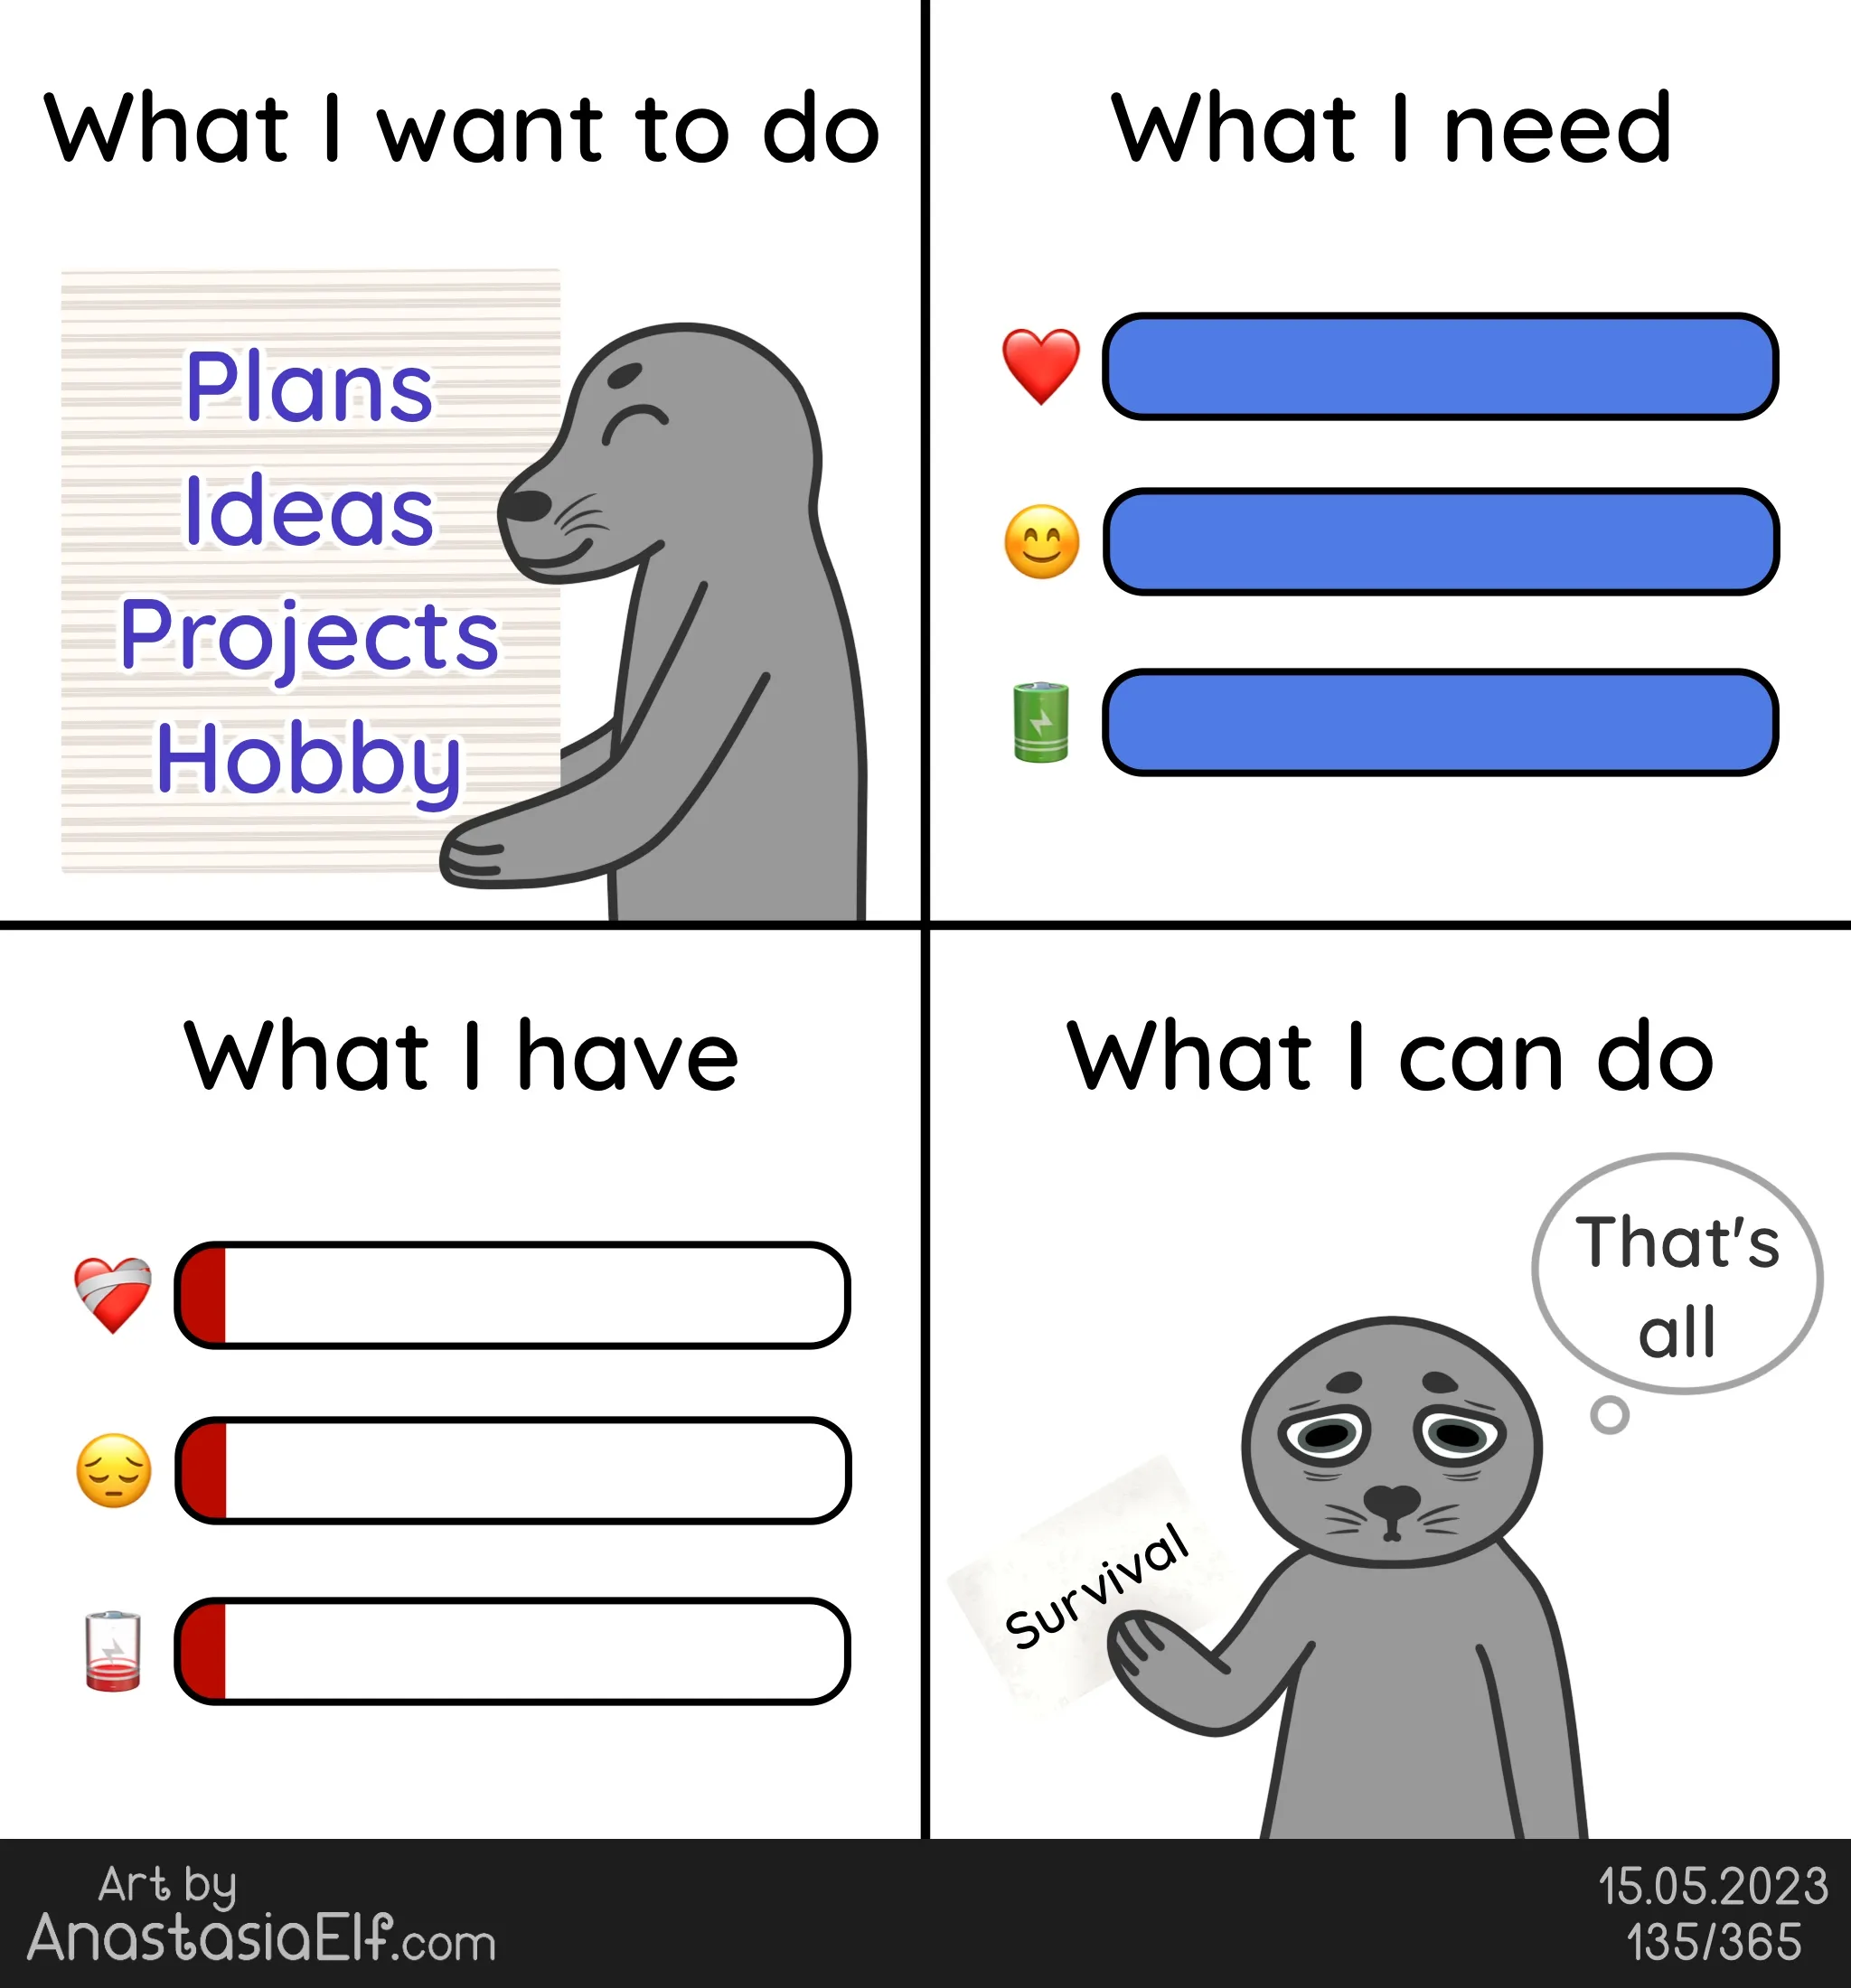 What I want to do
Plans
Ideas
Projects
Hobby
What I need
What I have
What I can do
That's
all
Survival
Art by
AnastasiaElf.com
15.05.2023
135/365